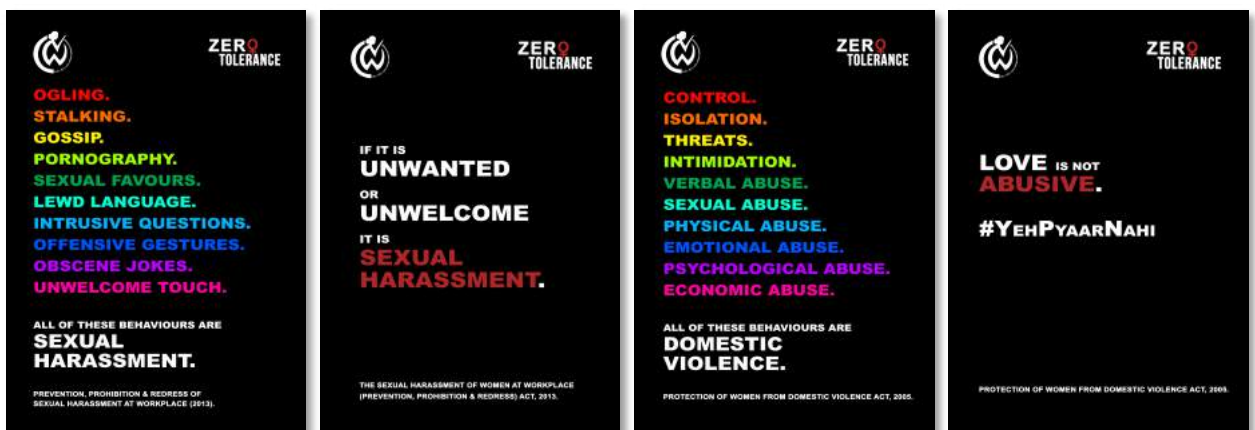 ZERO
TOLERANCE
OGLING.
STALKING.
GOSSIP.
PORNOGRAPHY.
SEXUAL FAVOURS.
LEWD LANGUAGE.
INTRUSIVE QUESTIONS.
OFFENSIVE GESTURES.
OBSCENE JOKES.
UNWELCOME TOUCH.
ALL OF THESE BEHAVIOURS ARE
SEXUAL
HARASSMENT.
PREVENTION, PROHIBITION & REDRESS OF
SEXUAL HARASSMENT AT WORKPLACE (2013).
ZERO
TOLERANCE
IF IT IS
UNWANTED
OR
UNWELCOME
IT IS
SEXUAL
HARASSMENT.
THE SEXUAL HARASSMENT OF WOMEN AT WORKPLACE
(PREVENTION, PROHIBITION & REDRESS) ACT, 2013.
ZERO
TOLERANCE
CONTROL.
ISOLATION.
THREATS.
INTIMIDATION.
VERBAL ABUSE.
SEXUAL ABUSE.
PHYSICAL ABUSE.
EMOTIONAL ABUSE.
PSYCHOLOGICAL ABUSE.
ECONOMIC ABUSE.
ALL OF THESE BEHAVIOURS ARE
DOMESTIC
VIOLENCE.
PROTECTION OF WOMEN FROM DOMESTIC VIOLENCE ACT, 2005.
ZERO
TOLERANCE
LOVE IS NOT
ABUSIVE.
#YEHPYAARNAHI
PROTECTION OF WOMEN FROM DOMESTIC VIOLENCE ACT, 2005.